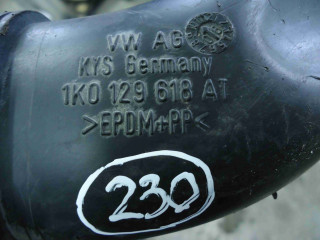 VW AG
KYS Germany
1K0 129 618 AT
>EPDM+PP<
230